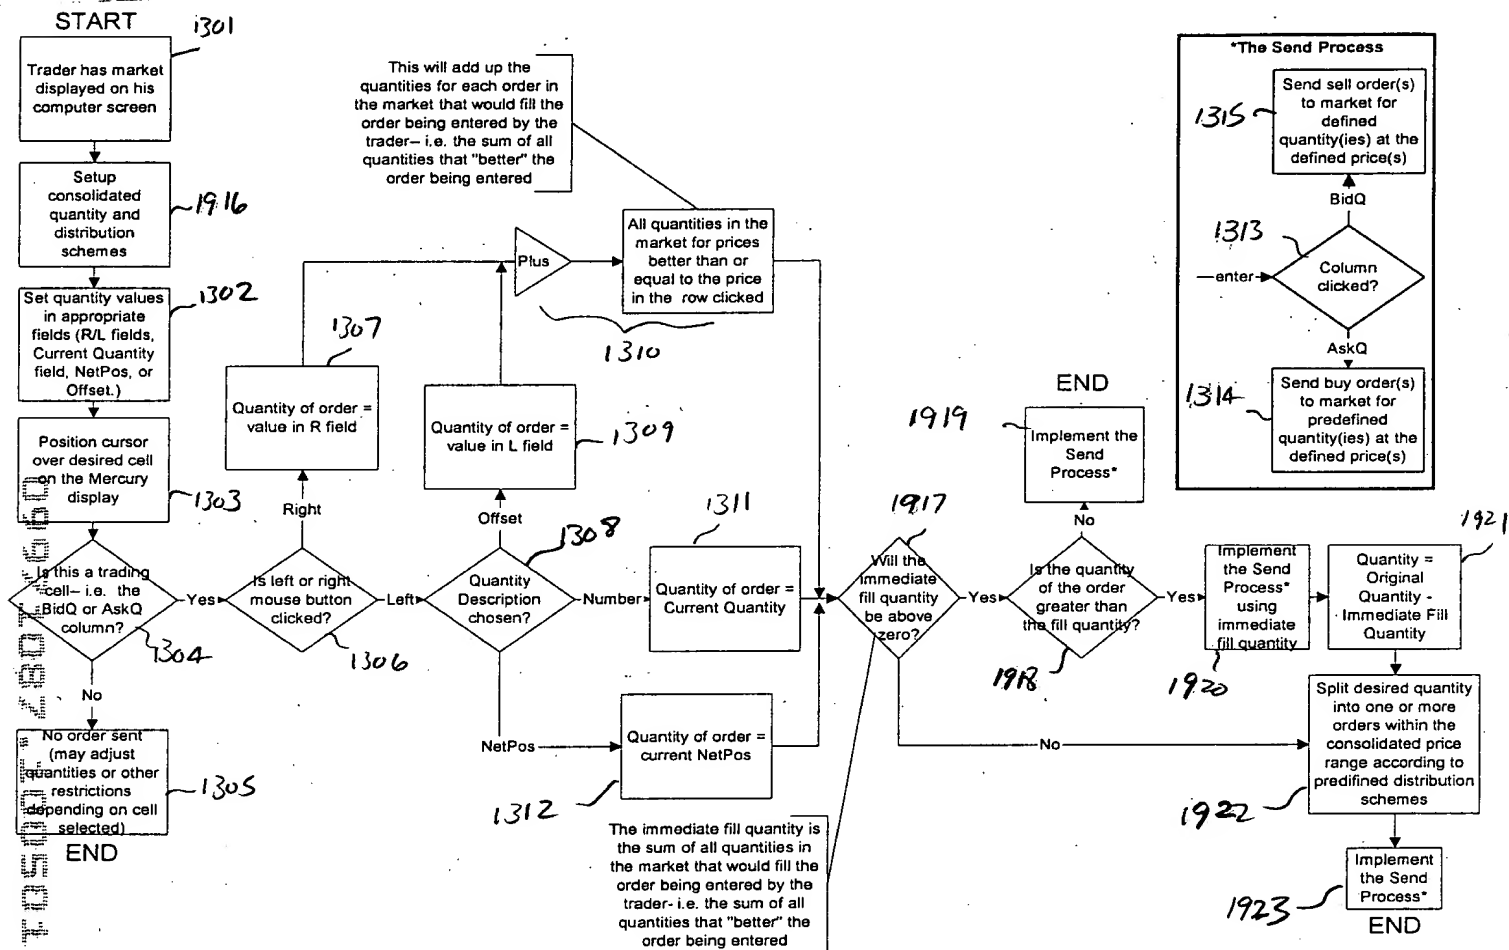 START
1301
Trader has market
displayed on his
computer screen
Setup
consolidated
quantity and
distribution
schemes
1916
Set quantity values
in appropriate
fields (R/L fields,
Current Quantity
field, NetPos, or
Offset.)
1302
Position cursor
over desired cell
on the Mercury
display
1303
Is this a trading
cell– i.e. the
BidQ or AskQ
column?
1304
Yes
No
No order sent
(may adjust
quantities or other
restrictions
depending on cell
selected)
1305
END
Is left or right
mouse button
clicked?
1306
Right
Left
Quantity of order =
value in R field
1307
Quantity
Description
chosen?
1308
Offset
Number
NetPos
Quantity of order =
value in L field
1309
This will add up the
quantities for each order in
the market that would fill the
order being entered by the
trader– i.e. the sum of all
quantities that "better" the
order being entered
Plus
All quantities in the
market for prices
better than or
equal to the price
in the row clicked
1310
1311
Quantity of order =
Current Quantity
Quantity of order =
current NetPos
1312
The immediate fill quantity is
the sum of all quantities in
the market that would fill the
order being entered by the
trader- i.e. the sum of all
quantities that "better" the
order being entered
1917
Will the
immediate
fill quantity
be above
zero?
Yes
No
Is the quantity
of the order
greater than
the fill quantity?
1918
No
Yes
END
1919
Implement the
Send
Process*
Implement
the Send
Process*
using
immediate
fill quantity
1920
Quantity =
Original
Quantity -
Immediate Fill
Quantity
1921
Split desired quantity
into one or more
orders within the
consolidated price
range according to
predifined distribution
schemes
1922
Implement
the Send
Process*
1923
END
*The Send Process
Send sell order(s)
to market for
defined
quantity(ies) at the
defined price(s)
1315
BidQ
1313
enter
Column
clicked?
AskQ
1314
Send buy order(s)
to market for
predefined
quantity(ies) at the
defined price(s)